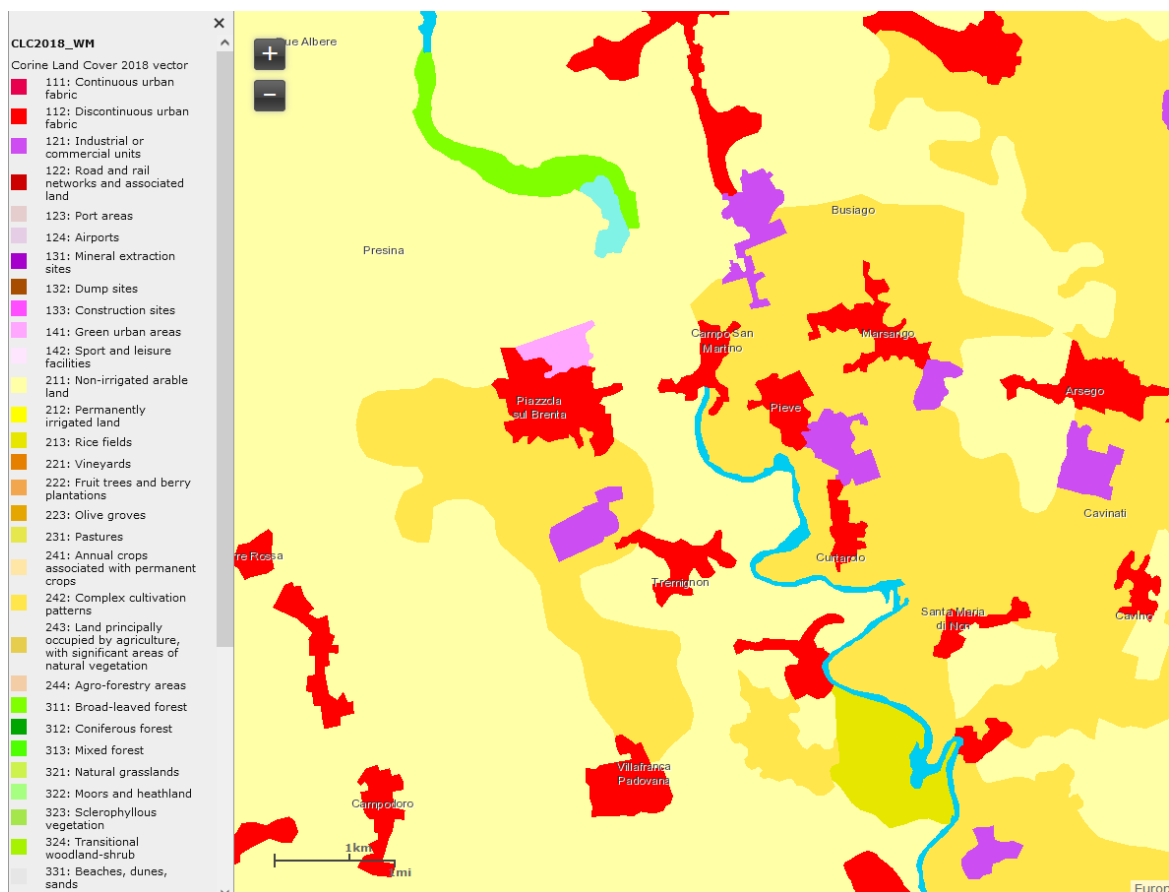 CLC2018_WM
Corine Land Cover 2018 vector
111: Continuous urban
fabric
112: Discontinuous urban
fabric
121: Industrial or
commercial units
122: Road and rail
networks and associated
land
123: Port areas
124: Airports
131: Mineral extraction
sites
132: Dump sites
133: Construction sites
141: Green urban areas
142: Sport and leisure
facilities
211: Non-irrigated arable
land
212: Permanently
irrigated land
213: Rice fields
221: Vineyards
222: Fruit trees and berry
plantations
223: Olive groves
231: Pastures
241: Annual crops
associated with permanent
crops
242: Complex cultivation
patterns
243: Land principally
occupied by agriculture,
with significant areas of
natural vegetation
244: Agro-forestry areas
311: Broad-leaved forest
312: Coniferous forest
313: Mixed forest
321: Natural grasslands
322: Moors and heathland
323: Sclerophyllous
vegetation
324: Transitional
woodland-shrub
331: Beaches, dunes,
sands
Albere
Busiago
Presina
Campo San
Martino
Marsango
Arsego
Piazzola
sul Brenta
Pieve
Cavinati
Rossa
Tremignon
Curtarolo
Santa Maria
di Non
Cavino
Villafranca
Padovana
Campodoro
1km
1mi
Europ